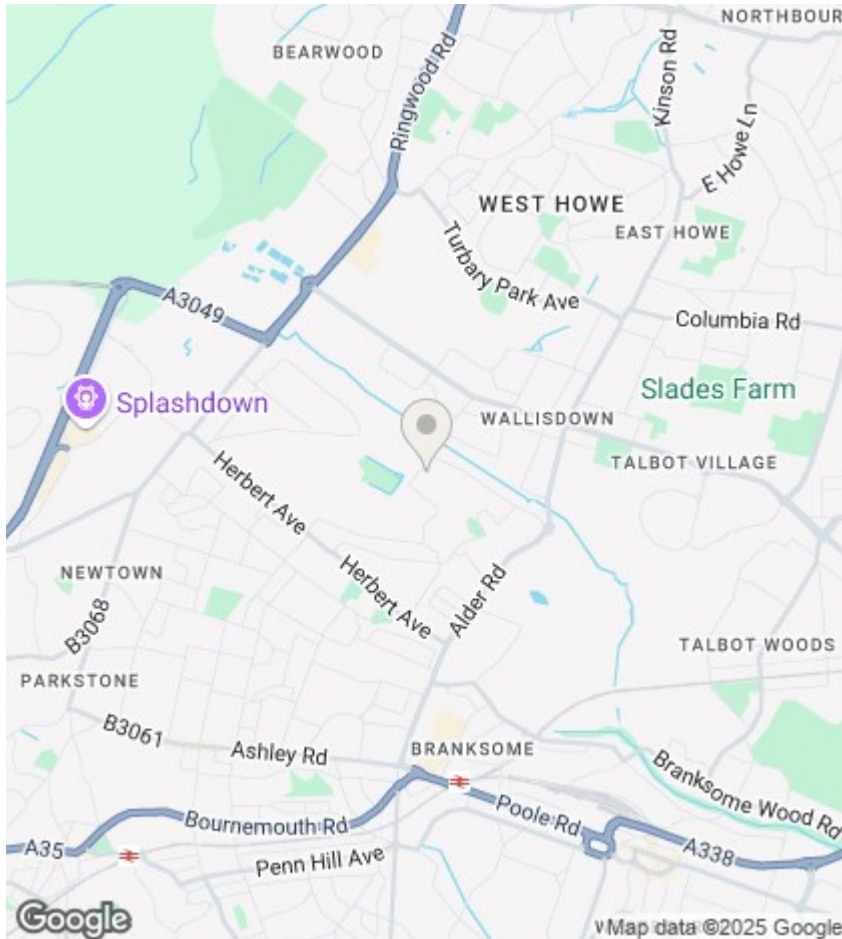 NORTHBOUR
BEARWOOD
Ringwood Rd
Kinson Rd
E Howe Ln
WEST HOWE
EAST HOWE
Turbary Park Ave
A3049
Columbia Rd
Splashdown
Slades Farm
WALLISDOWN
TALBOT VILLAGE
Herbert Ave
Herbert Ave
Alder Rd
NEWTOWN
B3068
TALBOT WOODS
PARKSTONE
B3061
Ashley Rd
BRANKSOME
Branksome Wood Rd
Bournemouth Rd
Poole Rd
A35
A338
Penn Hill Ave
Google
Map data ©2025 Google